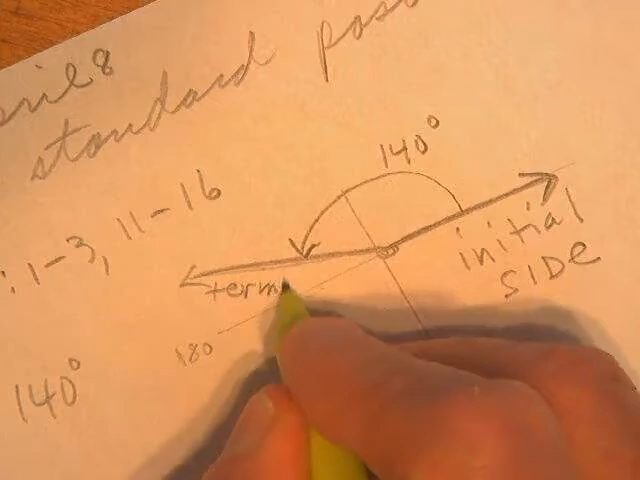 standard pos
: 1-3, 11-16
140°
initial
SIDE
term
180
140°